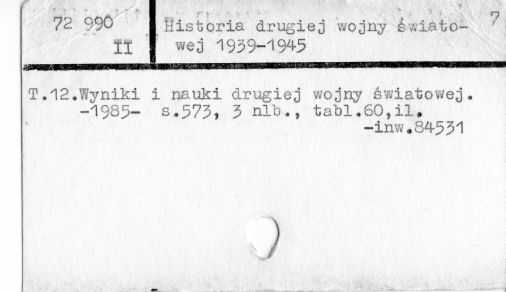 72 990
II
Historia drugiej wojny świato-
wej 1939-1945
7
T.12.Wyniki i nauki drugiej wojny światowej.
-1985- s.573, 3 nlb., tabl.60,il.
-inw.84531